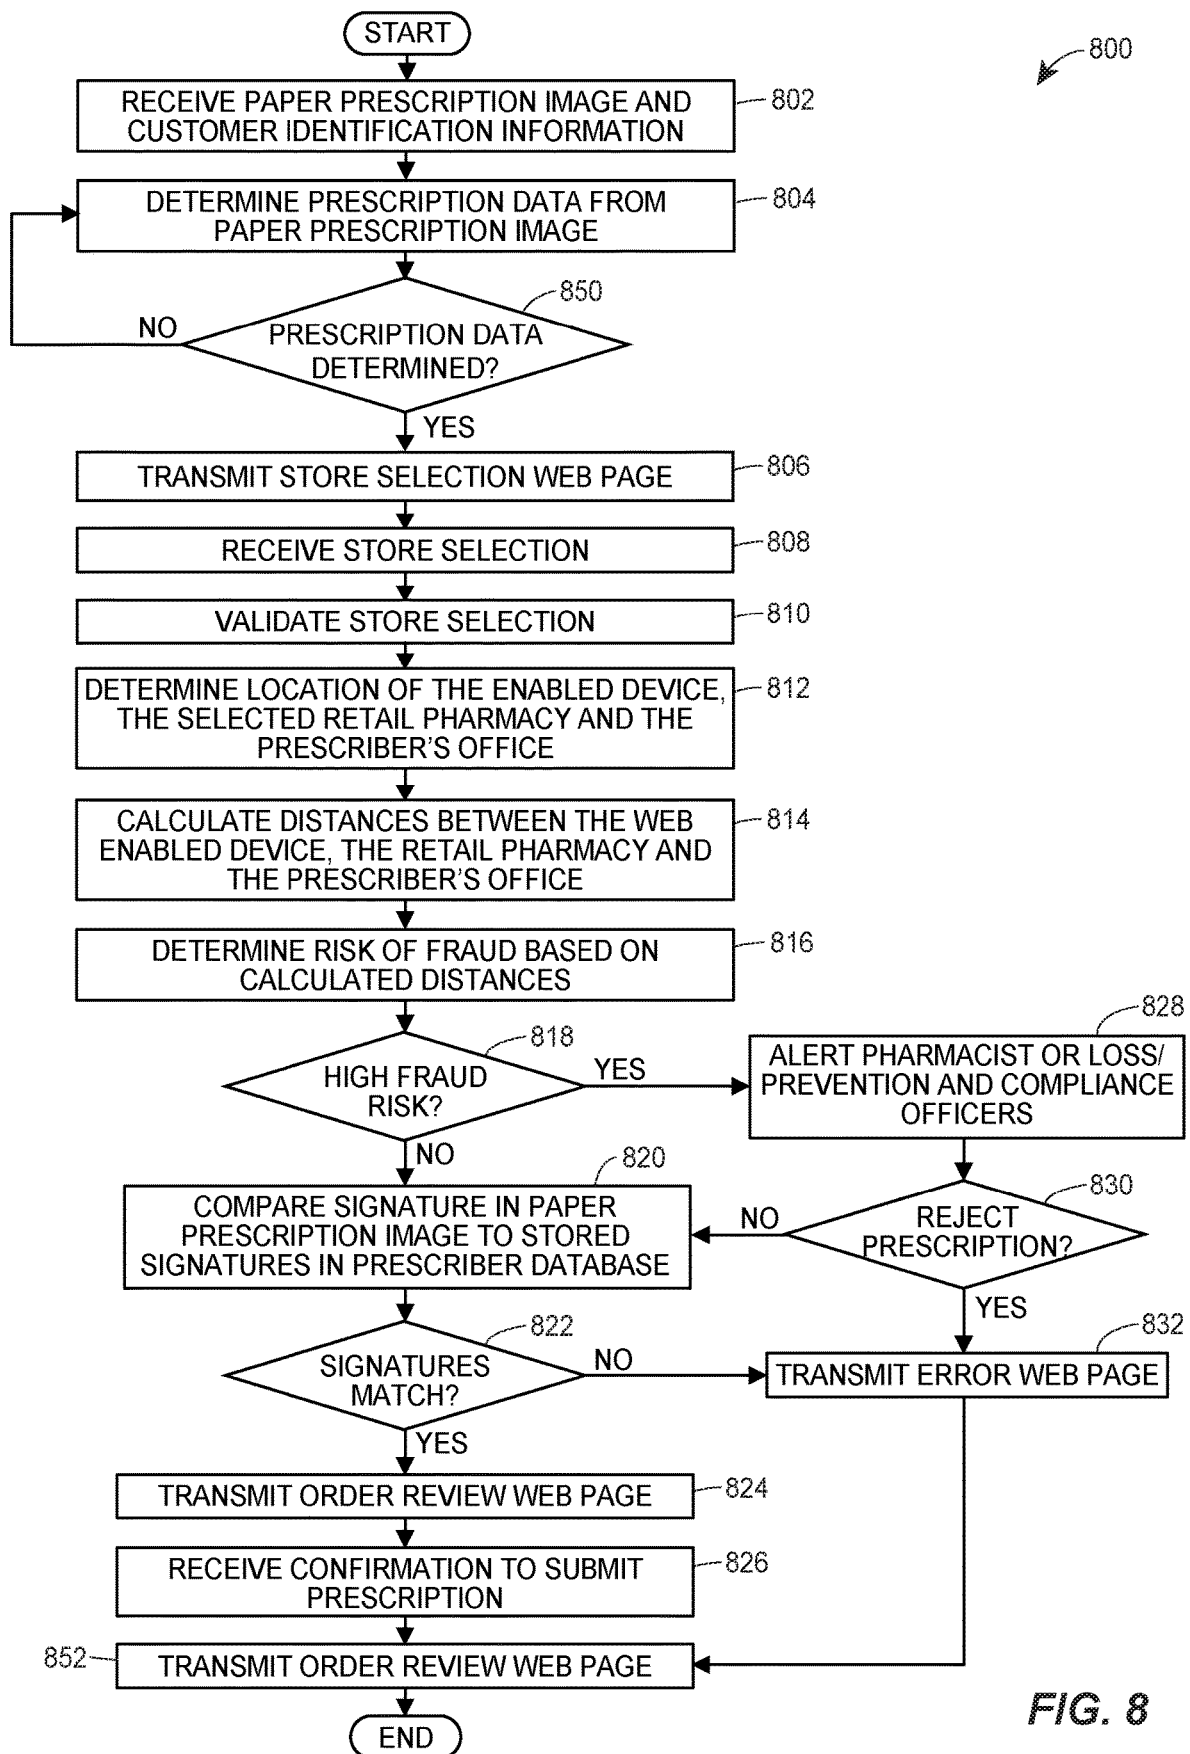 START
800
RECEIVE PAPER PRESCRIPTION IMAGE AND
CUSTOMER IDENTIFICATION INFORMATION
802
DETERMINE PRESCRIPTION DATA FROM
PAPER PRESCRIPTION IMAGE
804
850
NO
PRESCRIPTION DATA
DETERMINED?
YES
TRANSMIT STORE SELECTION WEB PAGE
806
RECEIVE STORE SELECTION
808
VALIDATE STORE SELECTION
810
DETERMINE LOCATION OF THE ENABLED DEVICE,
THE SELECTED RETAIL PHARMACY AND THE
PRESCRIBER'S OFFICE
812
CALCULATE DISTANCES BETWEEN THE WEB
ENABLED DEVICE, THE RETAIL PHARMACY AND
THE PRESCRIBER'S OFFICE
814
DETERMINE RISK OF FRAUD BASED ON
CALCULATED DISTANCES
816
818
HIGH FRAUD
RISK?
YES
NO
828
ALERT PHARMACIST OR LOSS/
PREVENTION AND COMPLIANCE
OFFICERS
820
COMPARE SIGNATURE IN PAPER
PRESCRIPTION IMAGE TO STORED
SIGNATURES IN PRESCRIBER DATABASE
830
NO
REJECT
PRESCRIPTION?
YES
822
SIGNATURES
MATCH?
NO
YES
832
TRANSMIT ERROR WEB PAGE
TRANSMIT ORDER REVIEW WEB PAGE
824
RECEIVE CONFIRMATION TO SUBMIT
PRESCRIPTION
826
852
TRANSMIT ORDER REVIEW WEB PAGE
END
FIG. 8